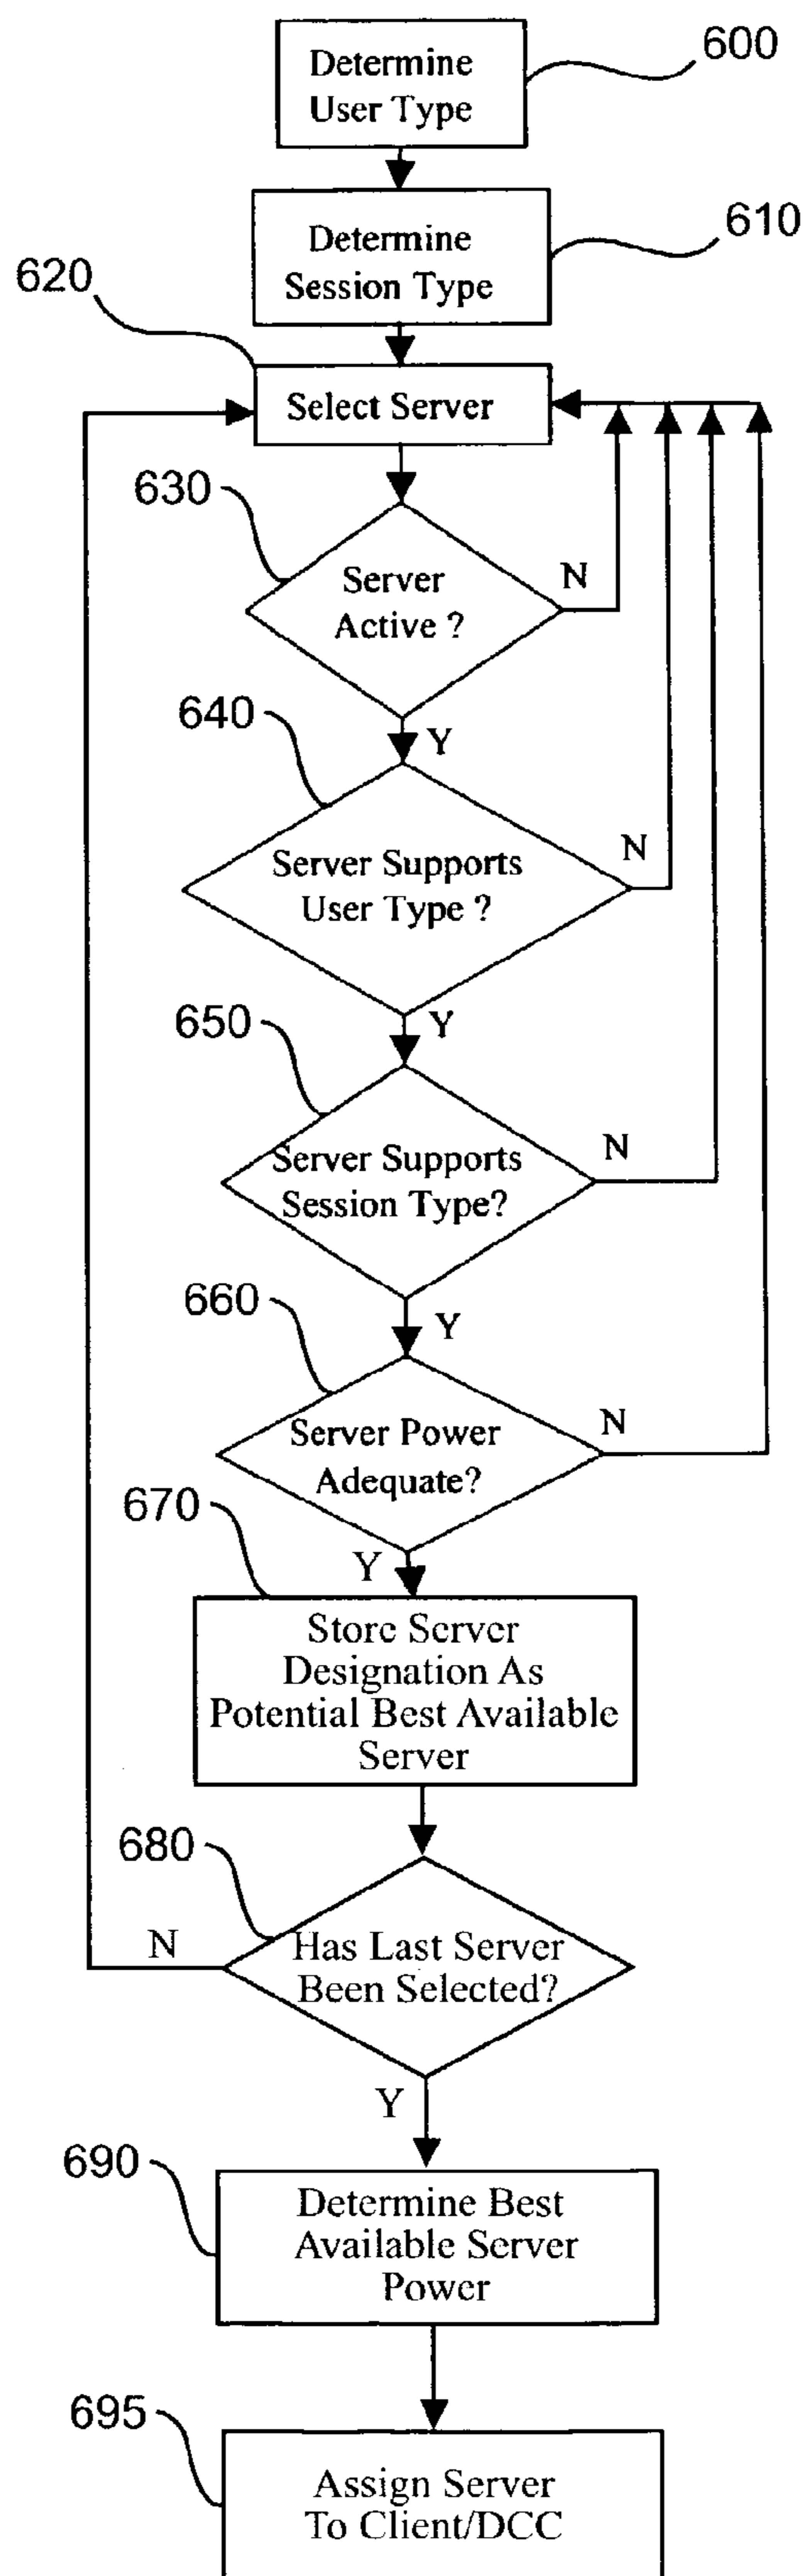 Determine
User Type
600
Determine
Session Type
610
620
Select Server
630
Server
Active ?
N
Y
640
Server Supports
User Type ?
N
Y
650
Server Supports
Session Type?
N
Y
660
Server Power
Adequate?
N
Y
670
Store Server
Designation As
Potential Best Available
Server
680
Has Last Server
Been Selected?
N
Y
690
Determine Best
Available Server
Power
695
Assign Server
To Client/DCC